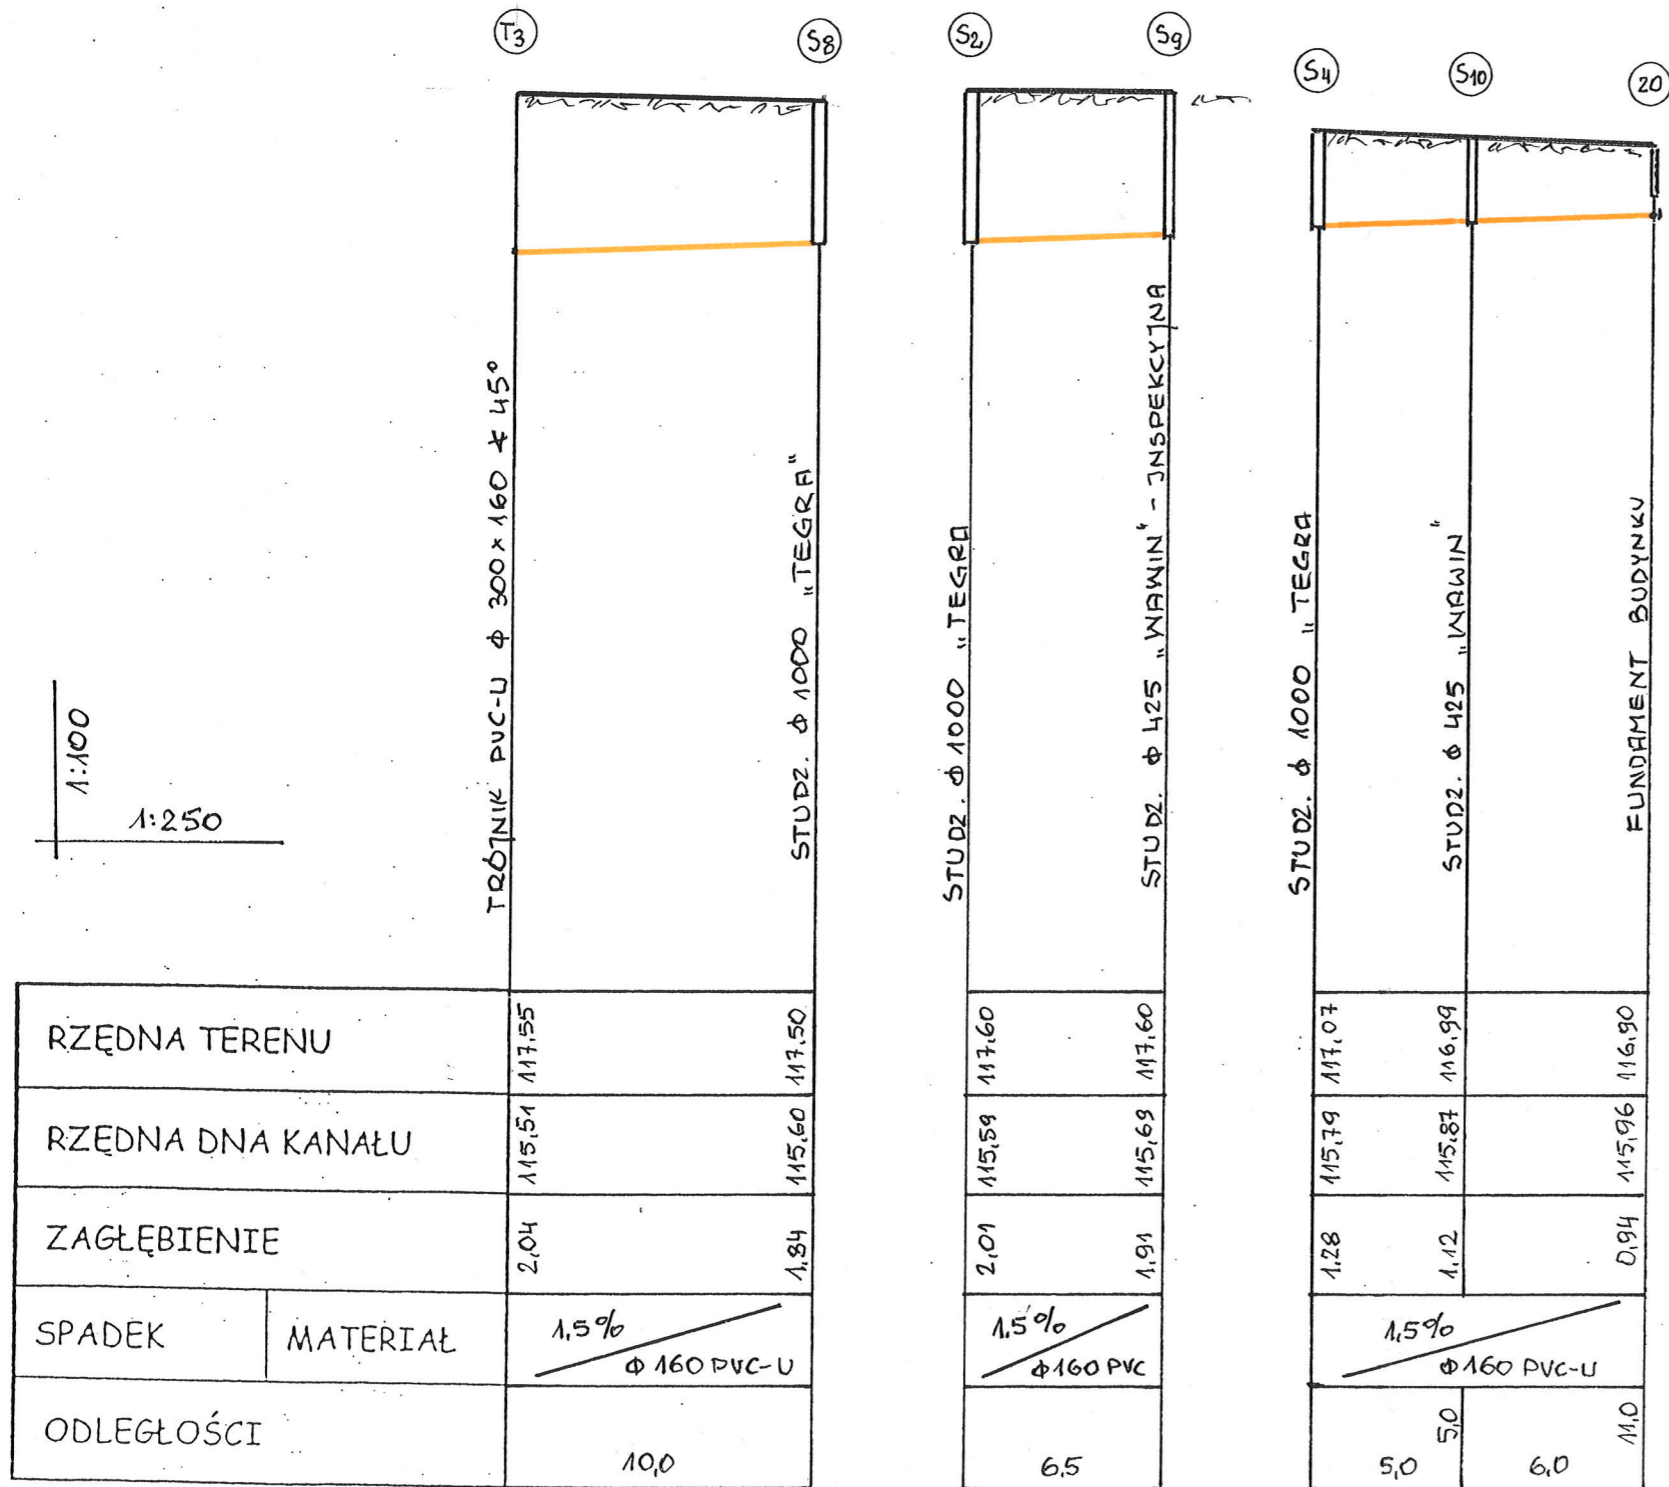 T3
S8
S2
S9
S4
S10
20
TRÓJNIK PVC-U ϕ 300 x 160 ∢ 45°
STUDZ. ϕ 1000 „TEGRA"
STUDZ. ϕ 1000 „TEGRA
STUDZ. ϕ 425 „WAWIN" - INSPEKCYJNA
STUDZ. ϕ 1000 „TEGRA
STUDZ. ϕ 425 „WAWIN"
FUNDAMENT BUDYNKU
1:100
1:250
RZĘDNA TERENU 117,55 117,50 117,60 117,60 117,07 116,99 116,90
RZĘDNA DNA KANAŁU 115,51 115,60 115,59 115,69 115,79 115,87 115,96
ZAGŁĘBIENIE 2,04 1,84 2,01 1,91 1,28 1,12 0,94
SPADEK MATERIAŁ 1,5% ϕ 160 PVC-U 1,5% ϕ 160 PVC 1,5% ϕ 160 PVC-U
ODLEGŁOŚCI 10,0 6,5 5,0 5,0 6,0 11,0